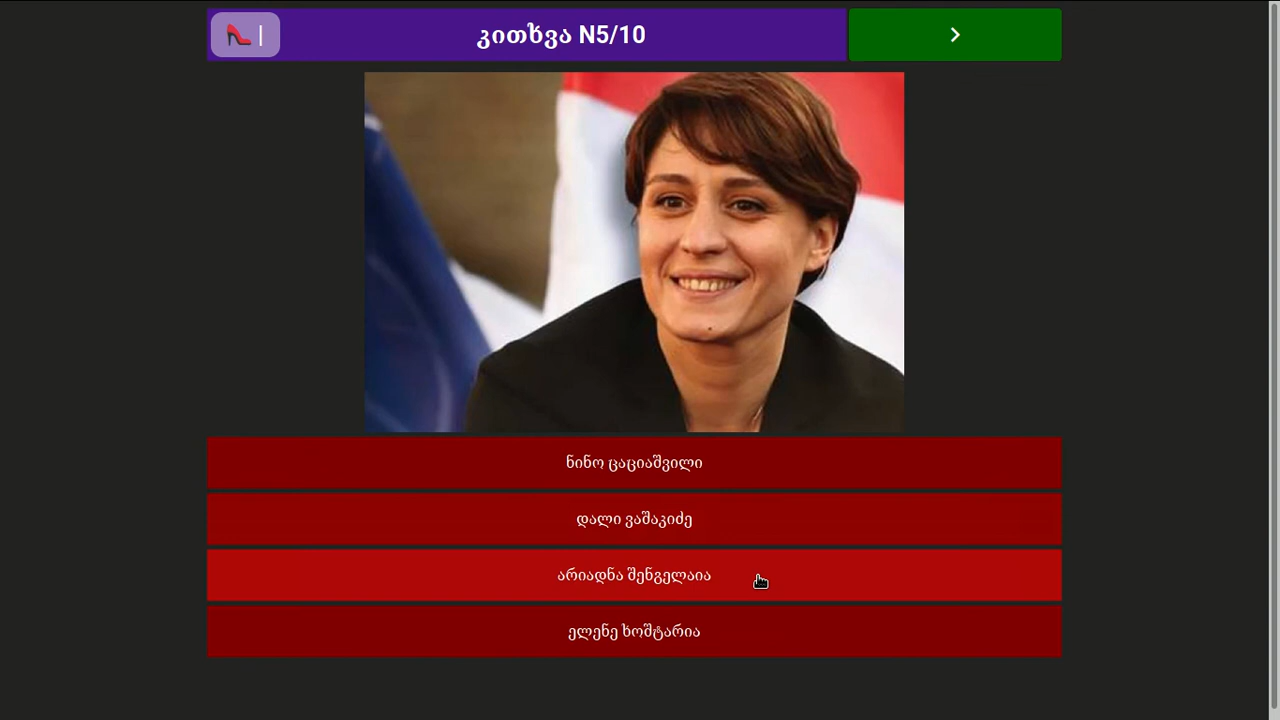 კითხვა N5/10
ნინო ცაციაშვილი
დალი ვაშაკიძე
არიადნა შენგელაია
ელენე ხოშტარია